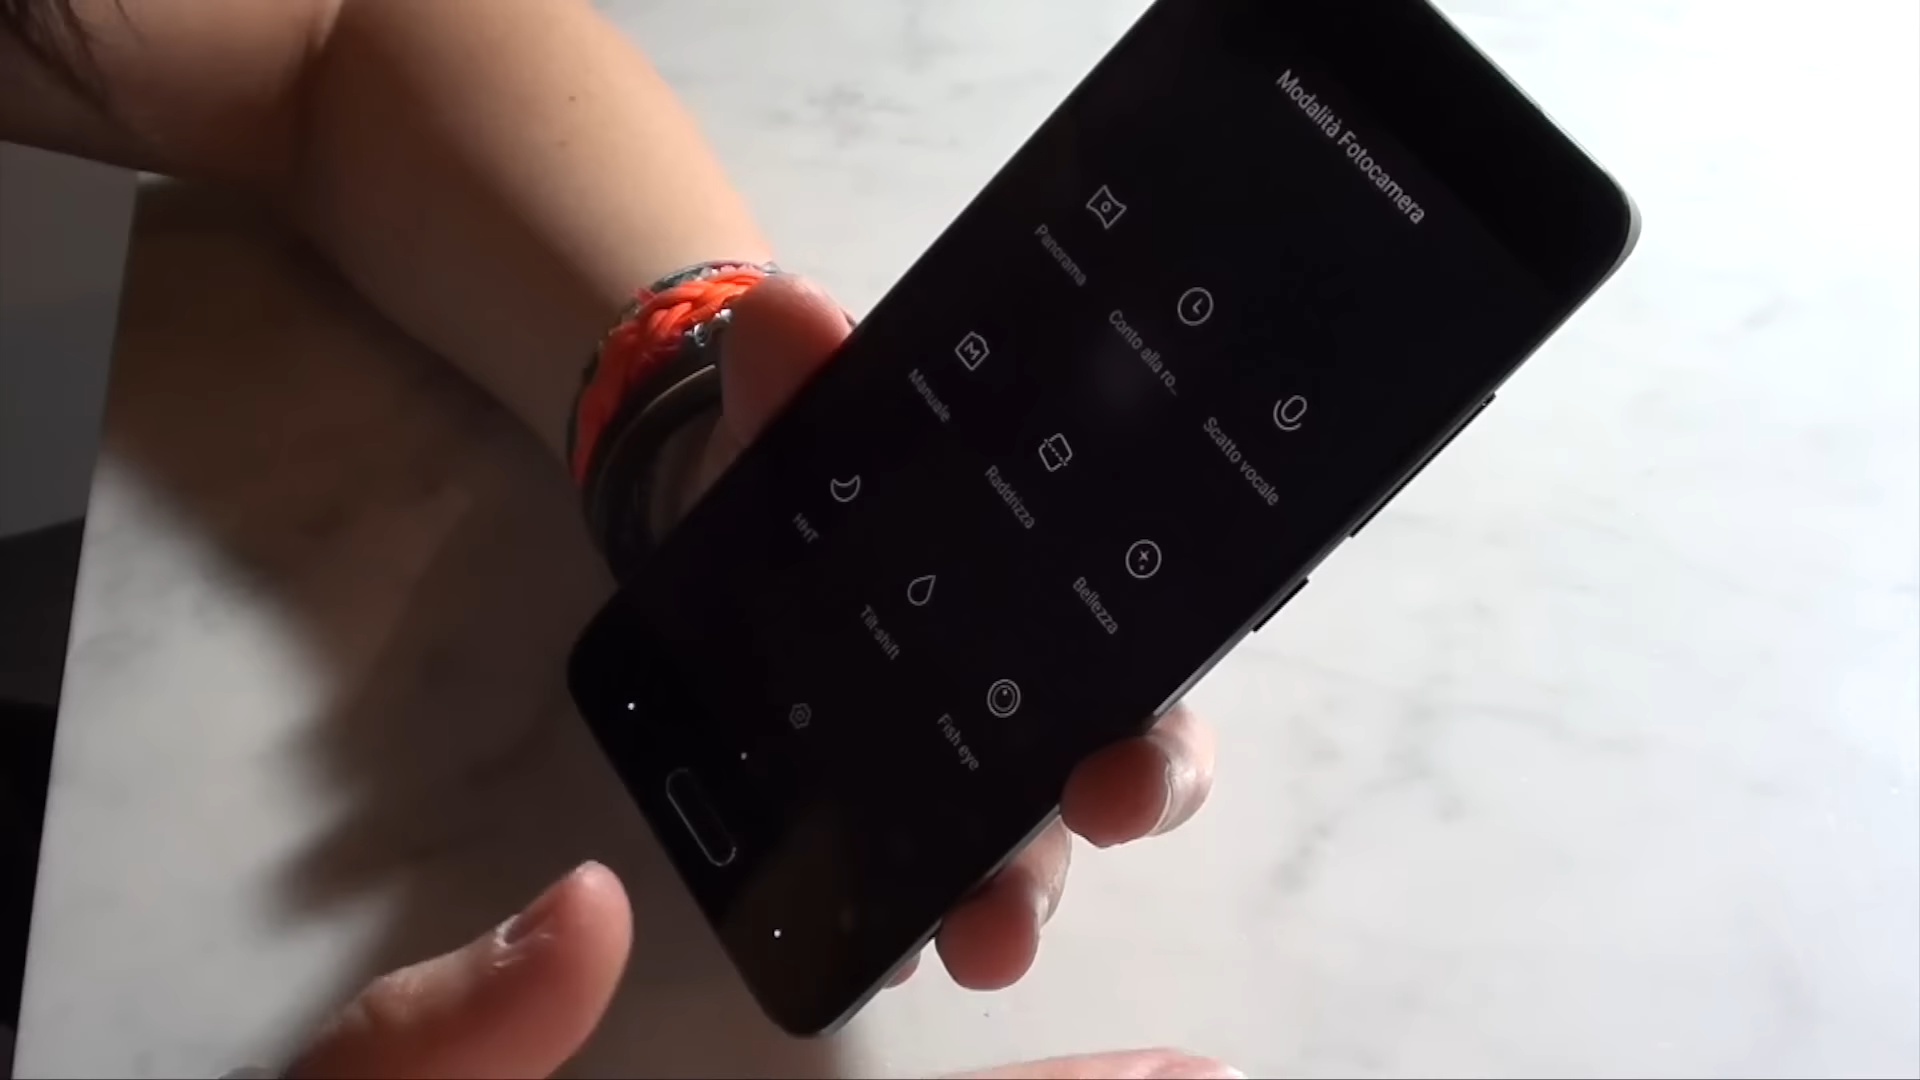 Modalità Fotocamera
Panorama
Conto alla ro...
Scatto vocale
Manuale
Raddrizza
Bellezza
HHT
Tilt-shift
Fish eye